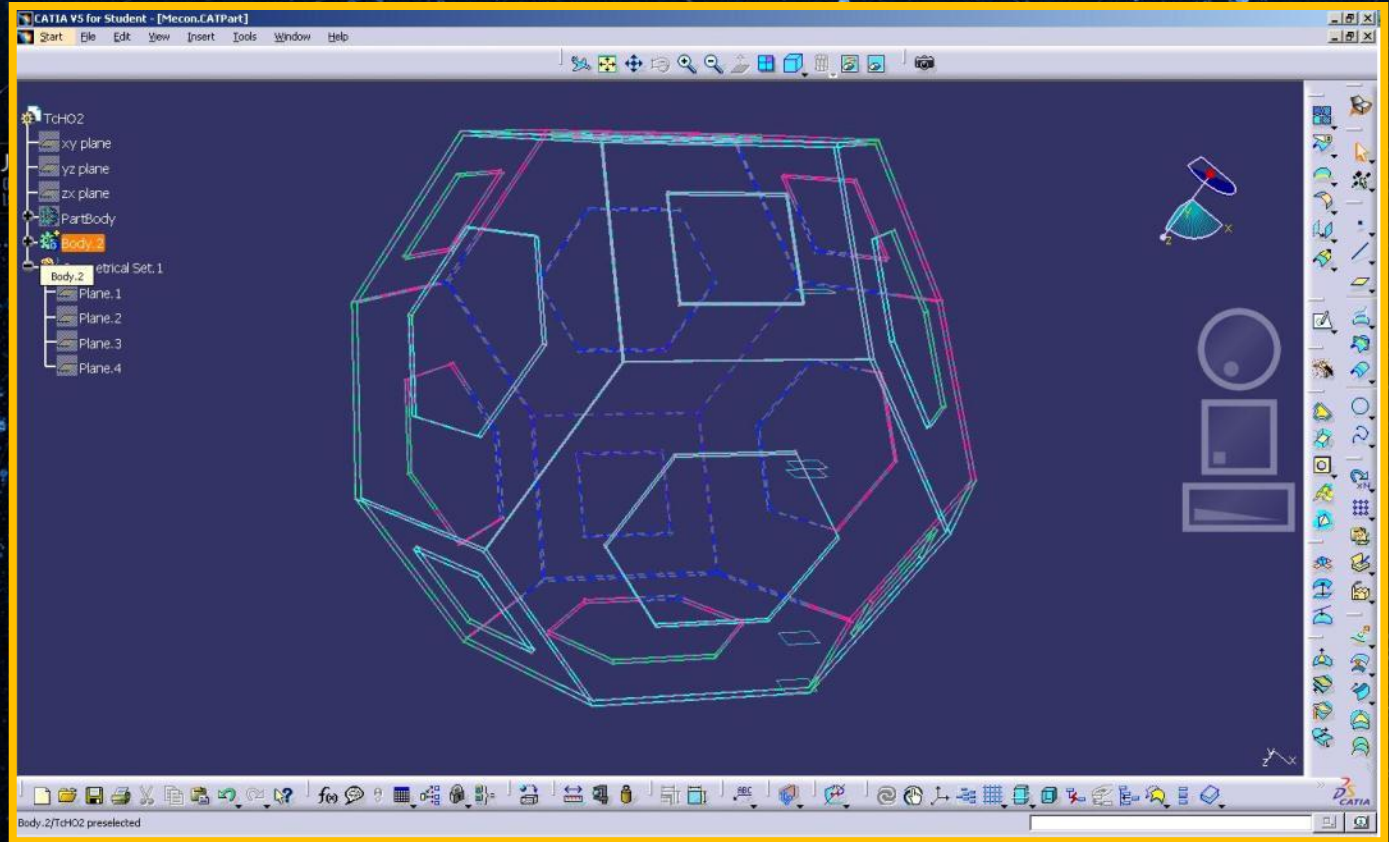 CATIA V5 for Student - [Mecon.CATPart]
Start File Edit View Insert Tools Window Help
TcHO2
xy plane
yz plane
zx plane
PartBody
Body.2
etrical Set.1
Body.2
Plane.1
Plane.2
Plane.3
Plane.4
x
z
y
z x
f(x)
ABC
CATIA
Body.2/TcHO2 preselected